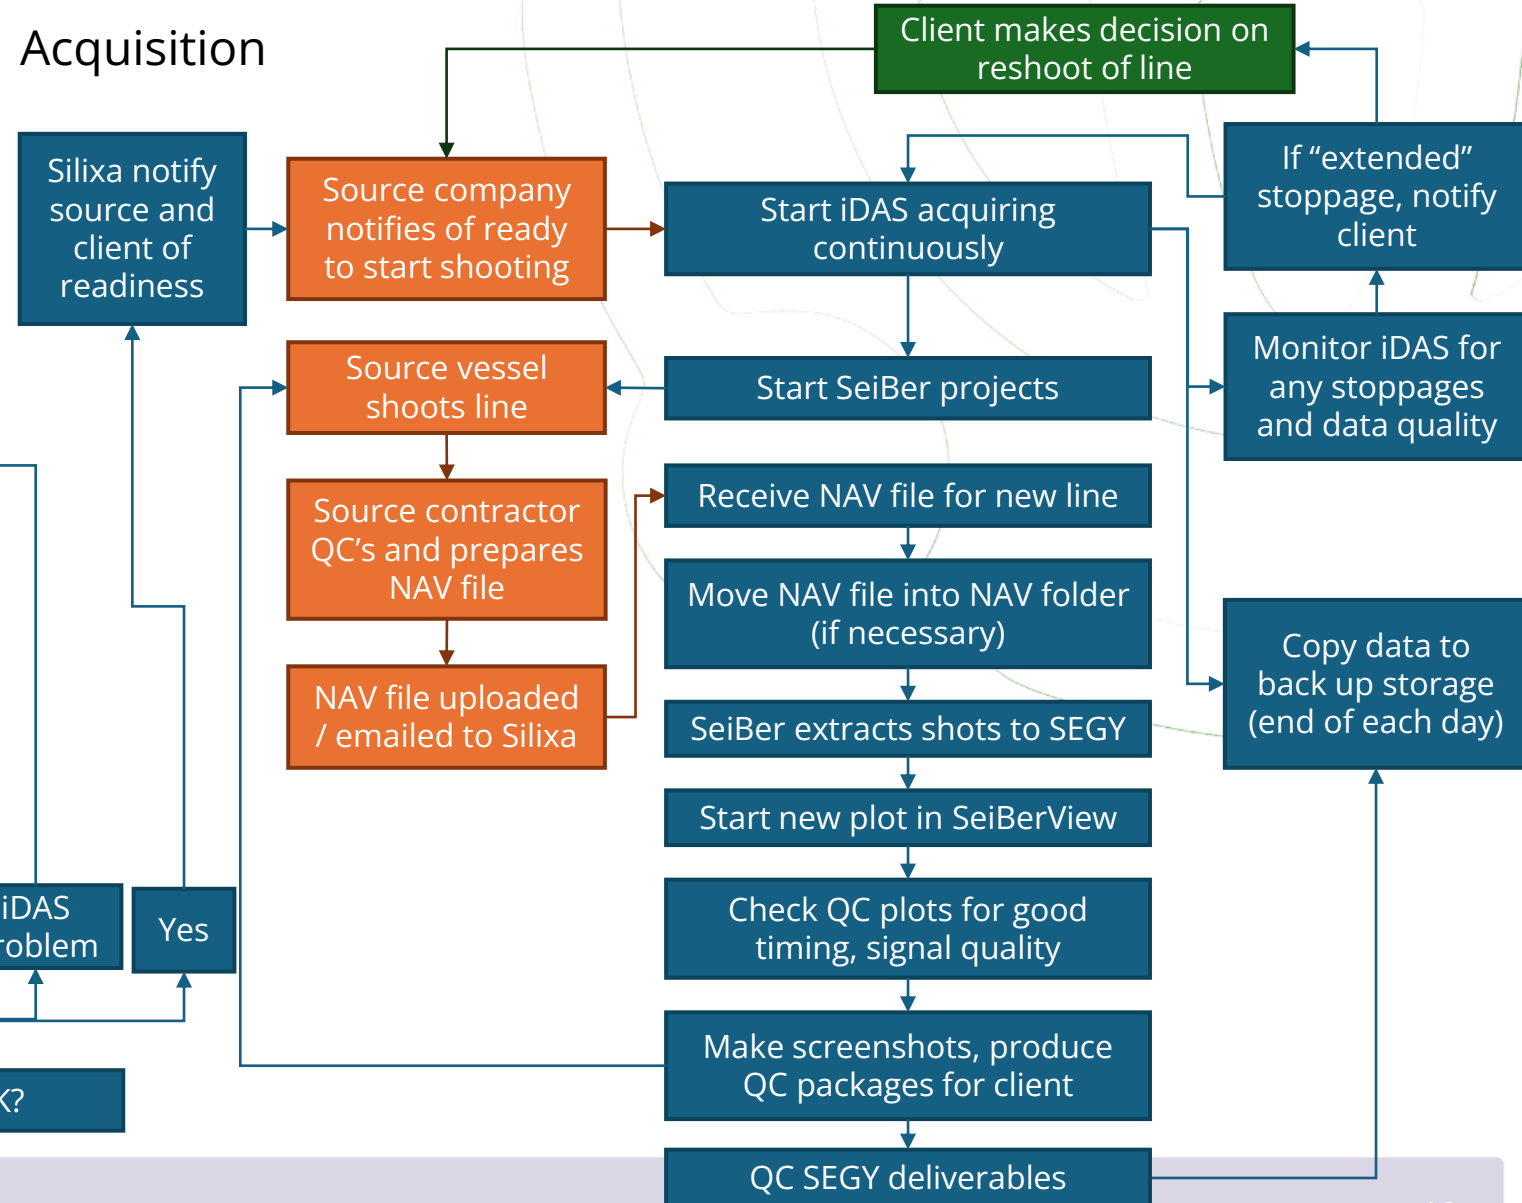 Acquisition
Client makes decision on
reshoot of line
Silixa notify
source and
client of
readiness
Source company
notifies of ready
to start shooting
Start iDAS acquiring
continuously
If “extended”
stoppage, notify
client
Source vessel
shoots line
Start SeiBer projects
Monitor iDAS for
any stoppages
and data quality
Source contractor
QC’s and prepares
NAV file
Receive NAV file for new line
Move NAV file into NAV folder
(if necessary)
NAV file uploaded
/ emailed to Silixa
SeiBer extracts shots to SEGY
Copy data to
back up storage
(end of each day)
Start new plot in SeiBerView
iDAS
roblem
Yes
Check QC plots for good
timing, signal quality
Make screenshots, produce
QC packages for client
K?
QC SEGY deliverables